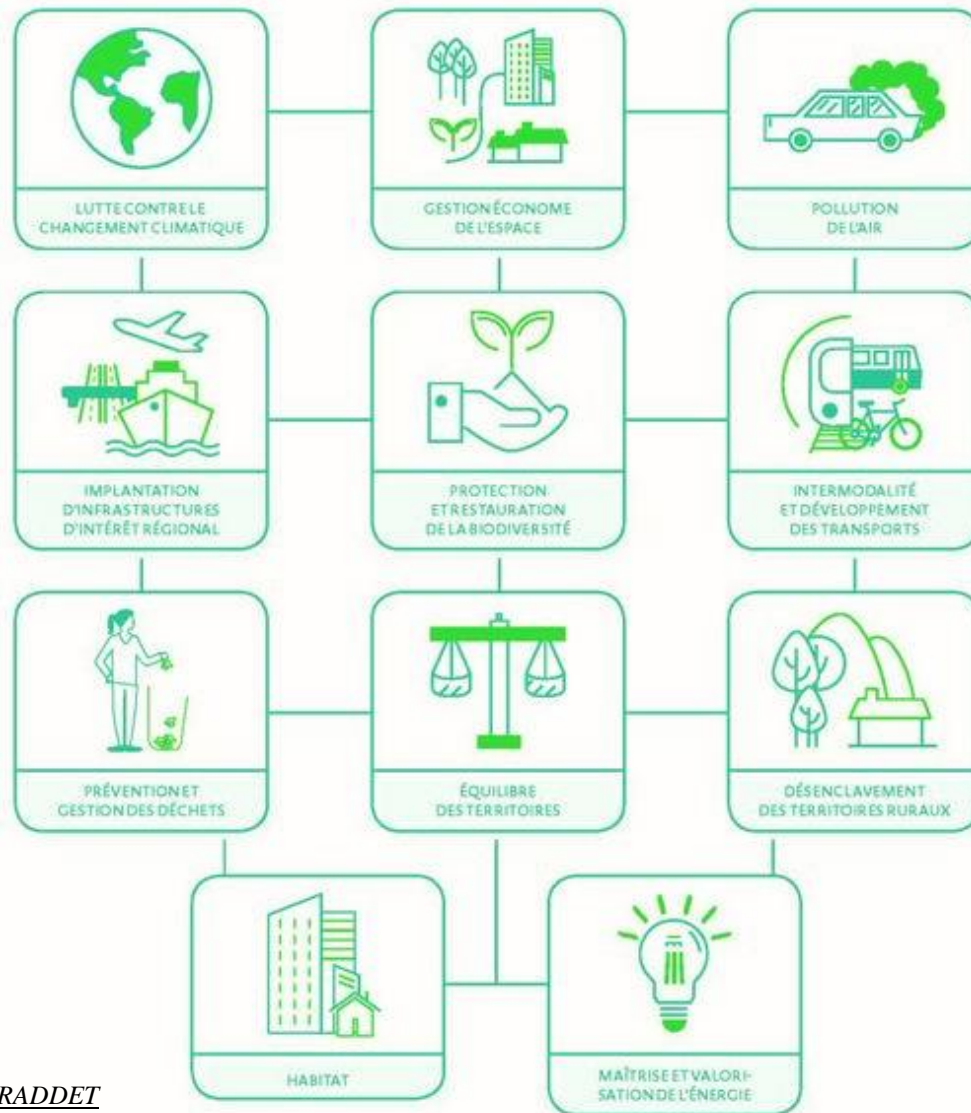 LUTTE CONTRE LE
CHANGEMENT CLIMATIQUE
GESTION ÉCONOME
DE L'ESPACE
POLLUTION
DE L'AIR
IMPLANTATION
D'INFRASTRUCTURES
D'INTÉRÊT RÉGIONAL
PROTECTION
ET RESTAURATION
DE LA BIODIVERSITÉ
INTERMODALITÉ
ET DÉVELOPPEMENT
DES TRANSPORTS
PRÉVENTION ET
GESTION DES DÉCHETS
ÉQUILIBRE
DES TERRITOIRES
DÉSENCLAVEMENT
DES TERRITOIRES RURAUX
HABITAT
MAÎTRISE ET VALORI-
SATION DE L'ÉNERGIE
RADDET